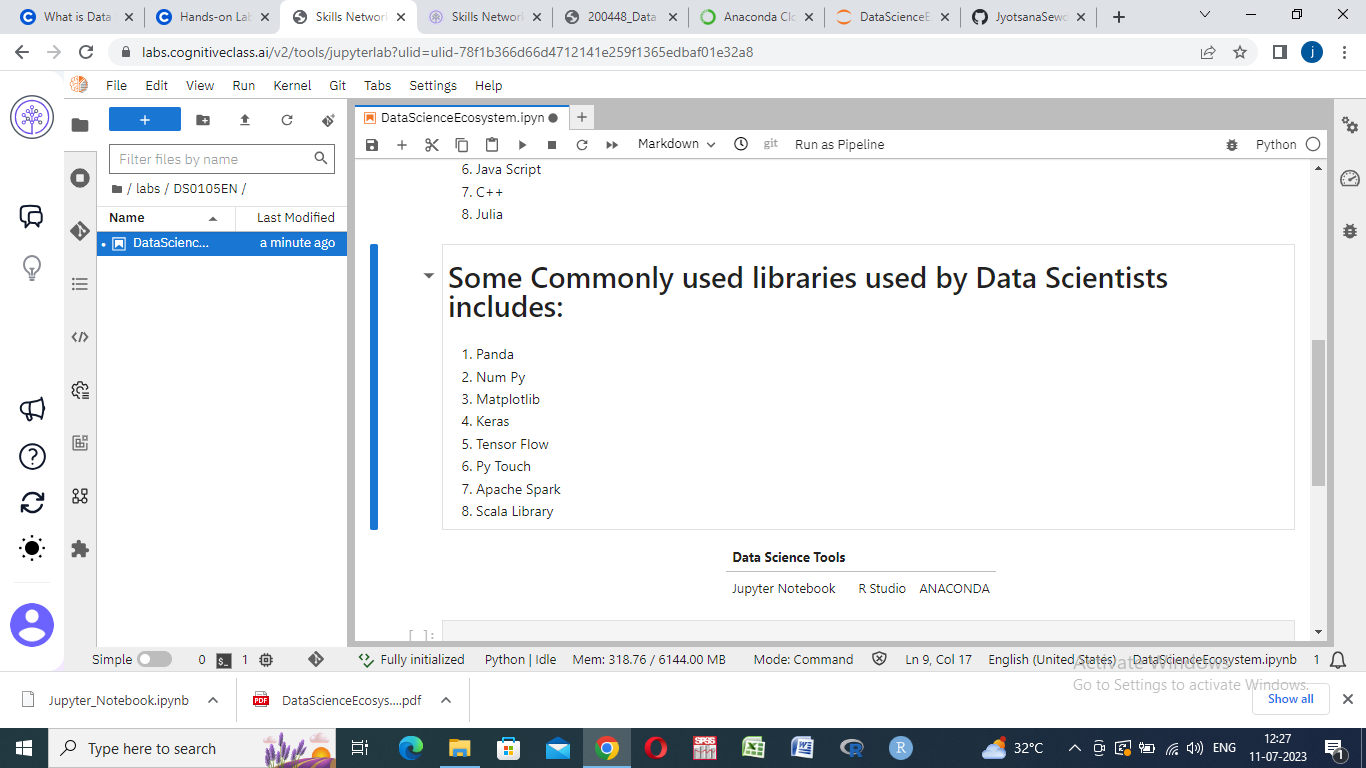 What is Data
Hands-on Lab
Skills Network
Skills Network
200448_Data
Anaconda Clo
DataScienceE
JyotsanaSewc
labs.cognitiveclass.ai/v2/tools/jupyterlab?ulid=ulid-78f1b366d66d4712141e259f1365edbaf01e32a8
j
File Edit View Run Kernel Git Tabs Settings Help
DataScienceEcosystem.ipyn
Markdown
git
Run as Pipeline
Python
Filter files by name
/ labs / DS0105EN /
Name Last Modified
DataScienc... a minute ago
6. Java Script
7. C++
8. Julia
Some Commonly used libraries used by Data Scientists
includes:
1. Panda
2. Num Py
3. Matplotlib
4. Keras
5. Tensor Flow
6. Py Touch
7. Apache Spark
8. Scala Library
Data Science Tools
Jupyter Notebook R Studio ANACONDA
[ ]:
Simple 0 $_ 1 Fully initialized Python | Idle Mem: 318.76 / 6144.00 MB Mode: Command Ln 9, Col 17 English (United States) DataScienceEcosystem.ipynb 1
Activate Windows
Go to Settings to activate Windows.
Jupyter_Notebook.ipynb
PDF
DataScienceEcosys....pdf
Show all
Type here to search
SPSS
32°C
ENG
12:27
11-07-2023
1